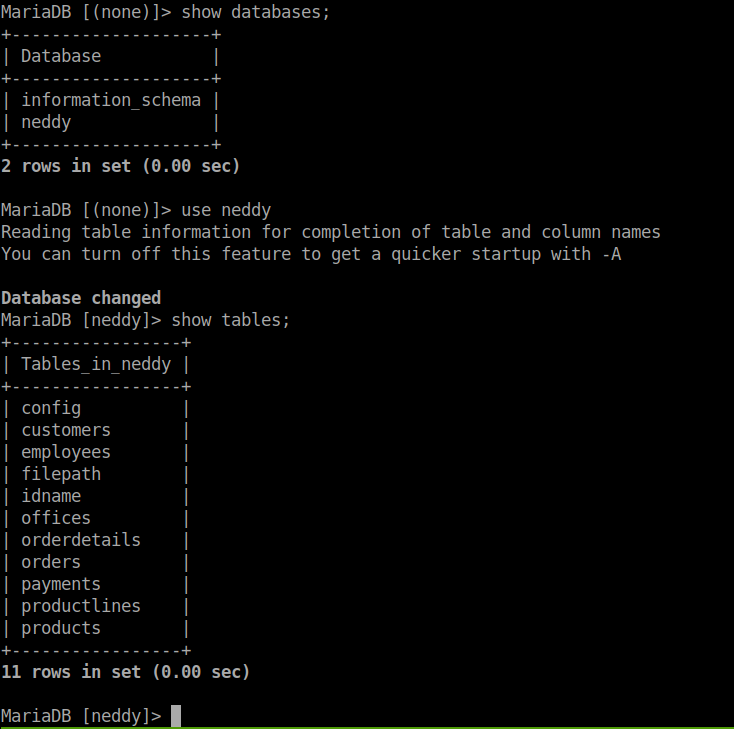 MariaDB [(none)]> show databases;
+--------------------+
| Database           |
+--------------------+
| information_schema |
| neddy              |
+--------------------+
2 rows in set (0.00 sec)

MariaDB [(none)]> use neddy
Reading table information for completion of table and column names
You can turn off this feature to get a quicker startup with -A

Database changed
MariaDB [neddy]> show tables;
+-----------------+
| Tables_in_neddy |
+-----------------+
| config          |
| customers       |
| employees       |
| filepath        |
| idname          |
| offices         |
| orderdetails    |
| orders          |
| payments        |
| productlines    |
| products        |
+-----------------+
11 rows in set (0.00 sec)

MariaDB [neddy]>